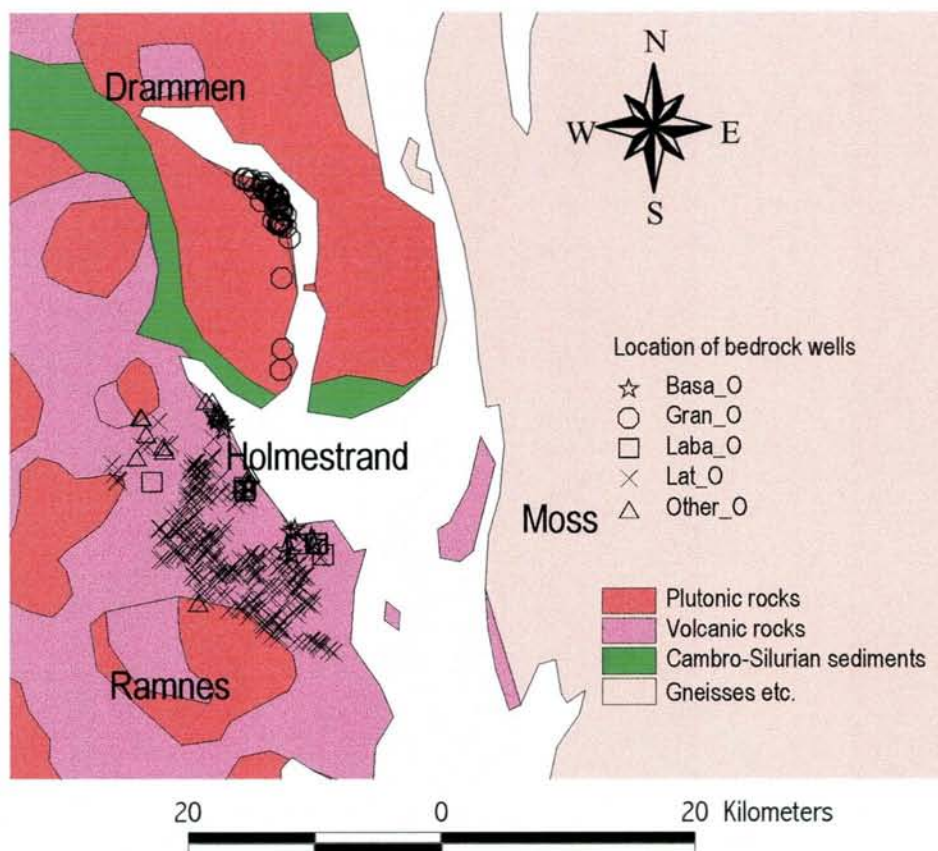 N
Drammen
W E
S
Location of bedrock wells
Basa_O
Gran_O
Laba_O
Holmestrand
Lat_O
Other_O
Moss
Plutonic rocks
Volcanic rocks
Cambro-Silurian sediments
Ramnes
Gneisses etc.
20 0 20 Kilometers